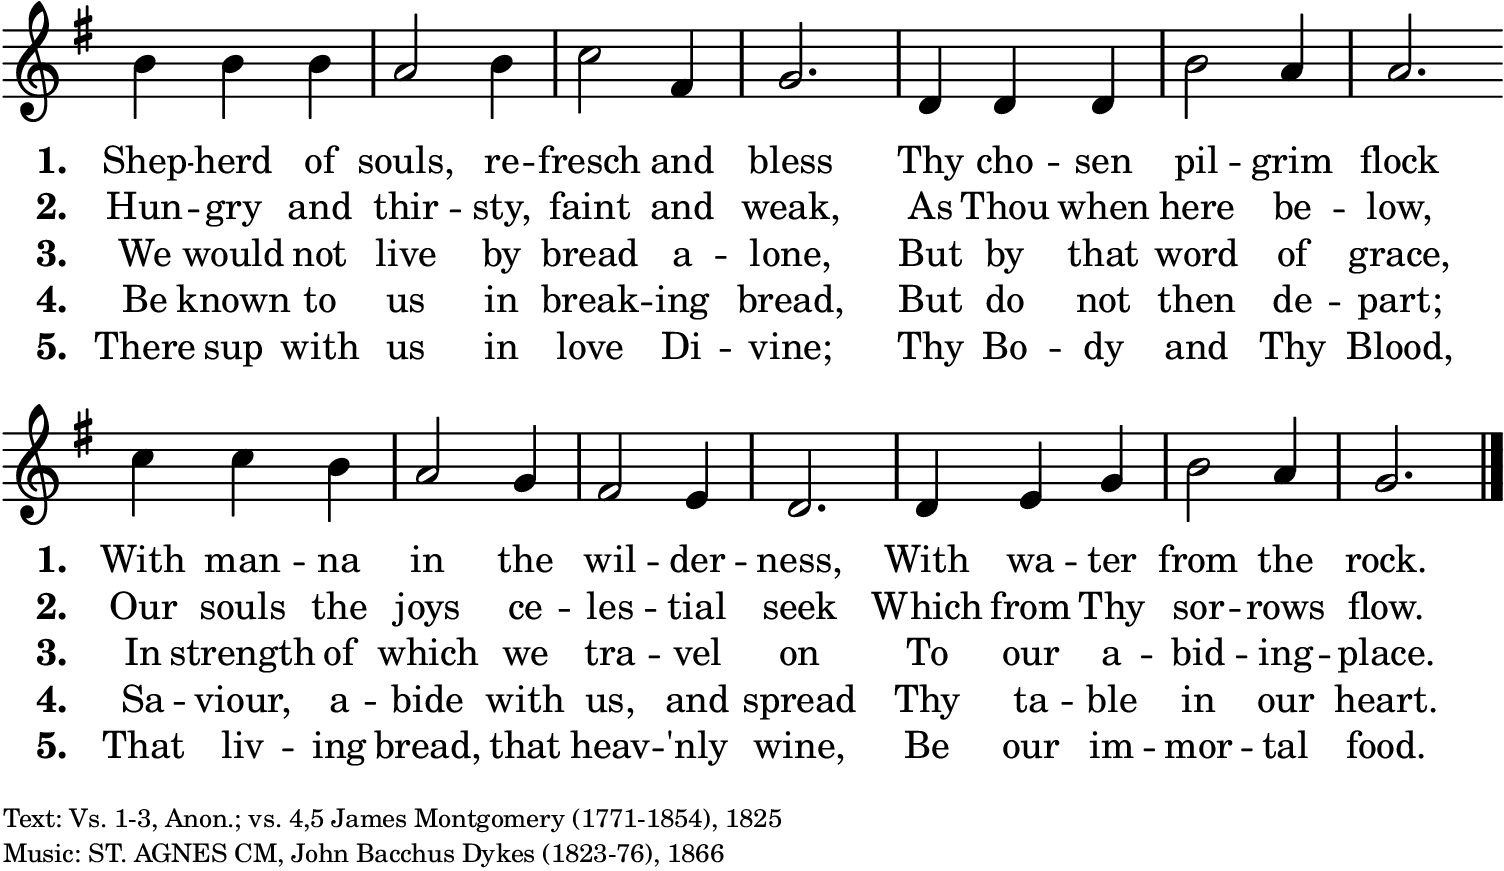 1. Shep - herd of souls, re - fresch and bless Thy cho - sen pil - grim flock
2. Hun - gry and thir - sty, faint and weak, As Thou when here be - low,
3. We would not live by bread a - lone, But by that word of grace,
4. Be known to us in break - ing bread, But do not then de - part;
5. There sup with us in love Di - vine; Thy Bo - dy and Thy Blood,
1. With man - na in the wil - der - ness, With wa - ter from the rock.
2. Our souls the joys ce - les - tial seek Which from Thy sor - rows flow.
3. In strength of which we tra - vel on To our a - bid - ing - place.
4. Sa - viour, a - bide with us, and spread Thy ta - ble in our heart.
5. That liv - ing bread, that heav - 'nly wine, Be our im - mor - tal food.
Text: Vs. 1-3, Anon.; vs. 4,5 James Montgomery (1771-1854), 1825
Music: ST. AGNES CM, John Bacchus Dykes (1823-76), 1866